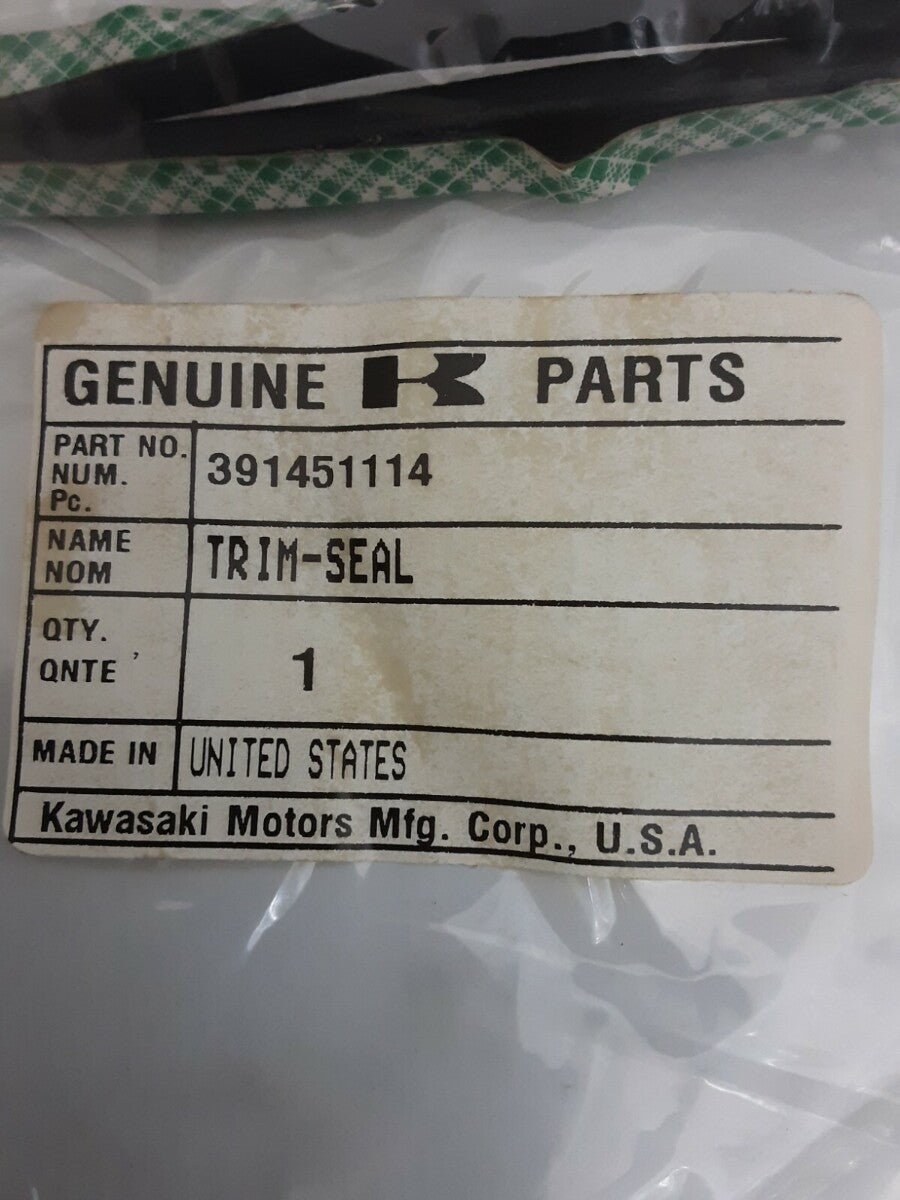 GENUINE K PARTS
PART NO.
NUM.
Pc.
391451114
NAME
NOM
TRIM-SEAL
QTY.
QNTE ’
1
MADE IN UNITED STATES
Kawasaki Motors Mfg. Corp., U.S.A.